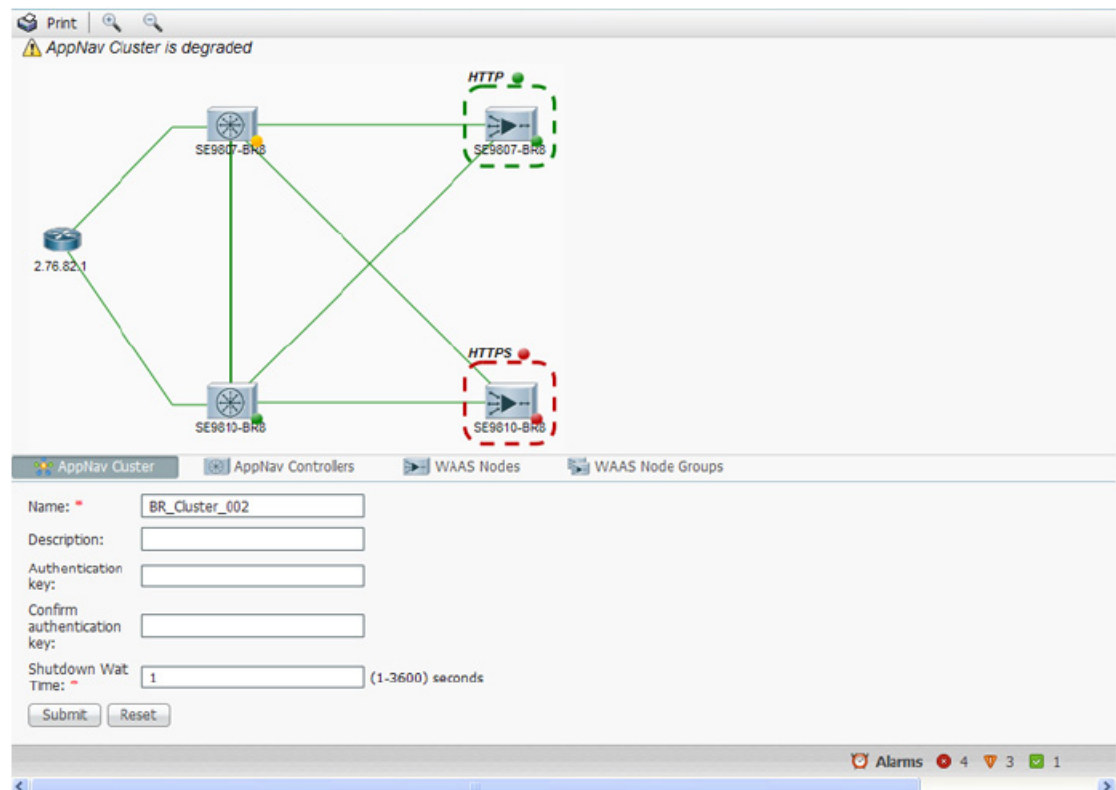 Print
AppNav Cluster is degraded
HTTP
SE9807-BR8
SE9807-BR8
2.76.82.1
HTTPS
SE9810-BR8
SE9810-BR8
AppNav Cluster
AppNav Controllers
WAAS Nodes
WAAS Node Groups
Name: * BR_Cluster_002
Description:
Authentication
key:
Confirm
authentication
key:
Shutdown Wait
Time: * 1 (1-3600) seconds
Submit Reset
Alarms 4 3 1